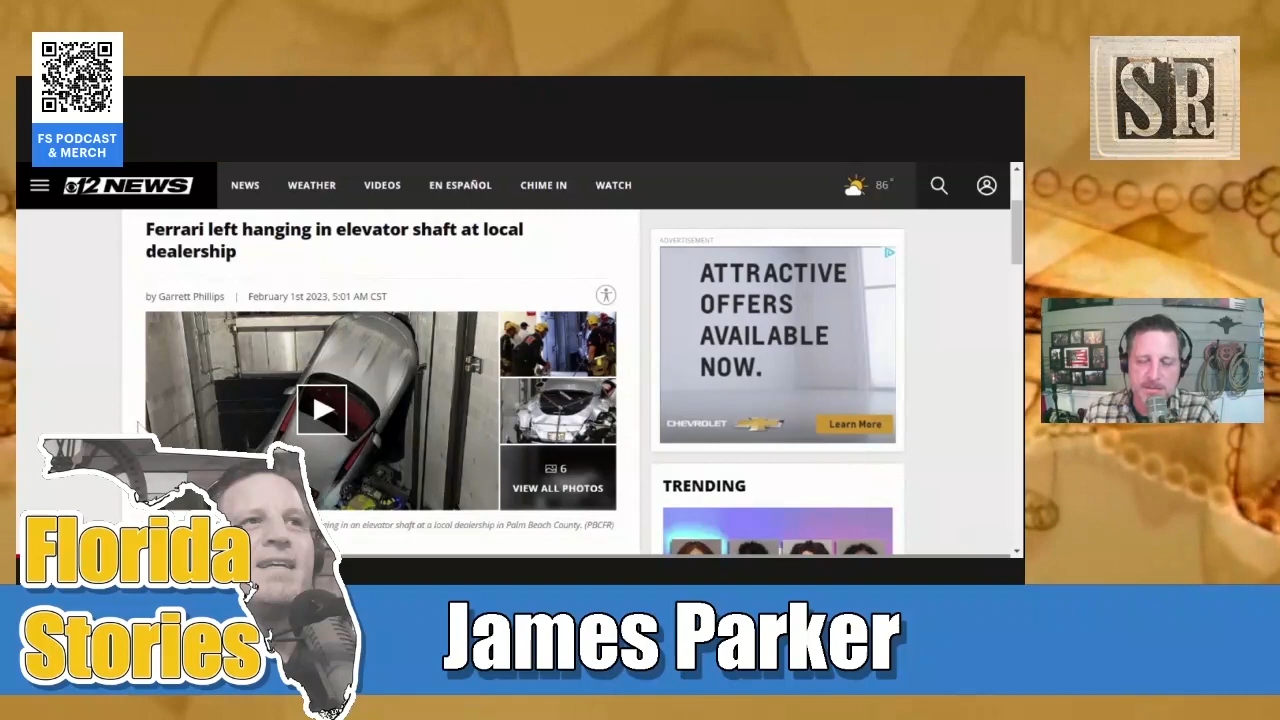 FS PODCAST
& MERCH
SR
12 NEWS
NEWS
WEATHER
VIDEOS
EN ESPAÑOL
CHIME IN
WATCH
86°
Ferrari left hanging in elevator shaft at local
dealership
by Garrett Phillips | February 1st 2023, 5:01 AM CST
6
VIEW ALL PHOTOS
in an elevator shaft at a local dealership in Palm Beach County. (PBCFR)
ADVERTISEMENT
ATTRACTIVE
OFFERS
AVAILABLE
NOW.
CHEVROLET
Learn More
TRENDING
Florida
Stories
James Parker